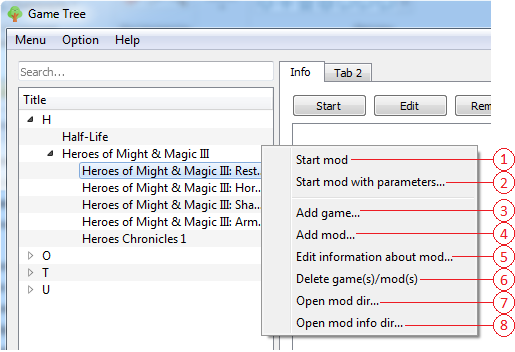 Game Tree
Menu Option Help
Search...
Info Tab 2
Title
Start Edit Rem
H
Half-Life
Heroes of Might & Magic III
Heroes of Might & Magic III: Rest...
Heroes of Might & Magic III: Hor...
Heroes of Might & Magic III: Sha...
Heroes of Might & Magic III: Arm...
Heroes Chronicles 1
O
T
U
Start mod 1
Start mod with parameters... 2
Add game... 3
Add mod... 4
Edit information about mod... 5
Delete game(s)/mod(s) 6
Open mod dir... 7
Open mod info dir... 8